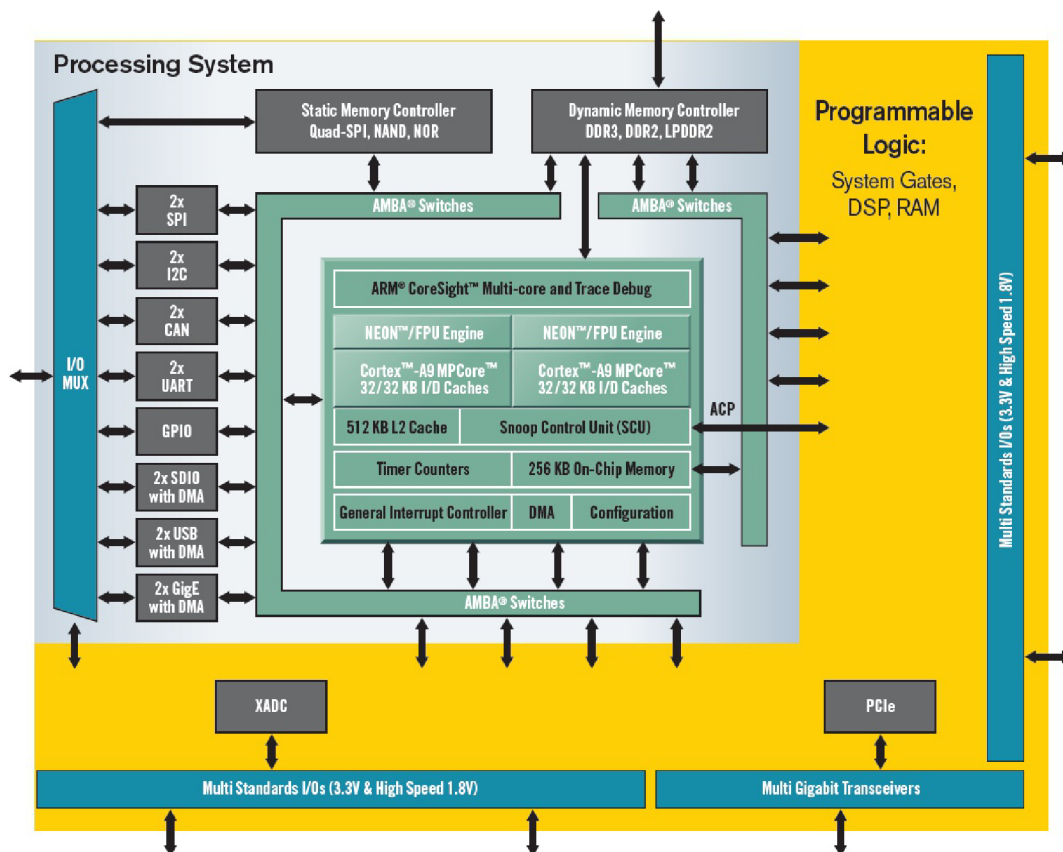 Processing System
Static Memory Controller
Quad-SPI, NAND, NOR
Dynamic Memory Controller
DDR3, DDR2, LPDDR2
Programmable
Logic:
System Gates,
DSP, RAM
AMBA® Switches
AMBA® Switches
2x
SPI
2x
I2C
2x
CAN
2x
UART
GPIO
2x SDIO
with DMA
2x USB
with DMA
2x GigE
with DMA
I/O
MUX
ARM® CoreSight™ Multi-core and Trace Debug
NEON™/FPU Engine
NEON™/FPU Engine
Cortex™-A9 MPCore™
32/32 KB I/D Caches
Cortex™-A9 MPCore™
32/32 KB I/D Caches
512 KB L2 Cache
Snoop Control Unit (SCU)
ACP
Timer Counters
256 KB On-Chip Memory
General Interrupt Controller
DMA
Configuration
AMBA® Switches
Multi Standards I/Os (3.3V & High Speed 1.8V)
XADC
PCIe
Multi Standards I/Os (3.3V & High Speed 1.8V)
Multi Gigabit Transceivers